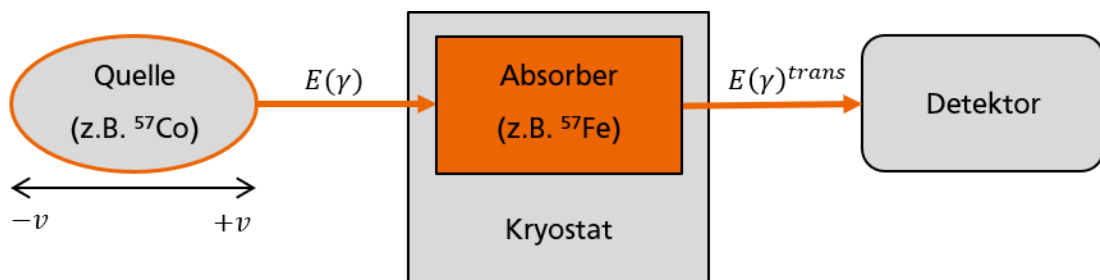 Quelle
(z.B. ⁵⁷Co)
−v
+v
E(γ)
Absorber
(z.B. ⁵⁷Fe)
Kryostat
E(γ)ᵗʳᵃⁿˢ
Detektor